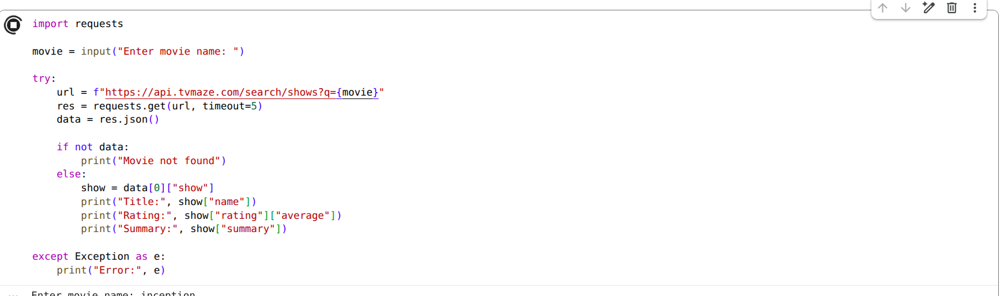 import requests
movie = input("Enter movie name: ")
try:
    url = f"https://api.tvmaze.com/search/shows?q={movie}"
    res = requests.get(url, timeout=5)
    data = res.json()
    if not data:
        print("Movie not found")
    else:
        show = data[0]["show"]
        print("Title:", show["name"])
        print("Rating:", show["rating"]["average"])
        print("Summary:", show["summary"])
except Exception as e:
    print("Error:", e)
... Enter movie name: inception